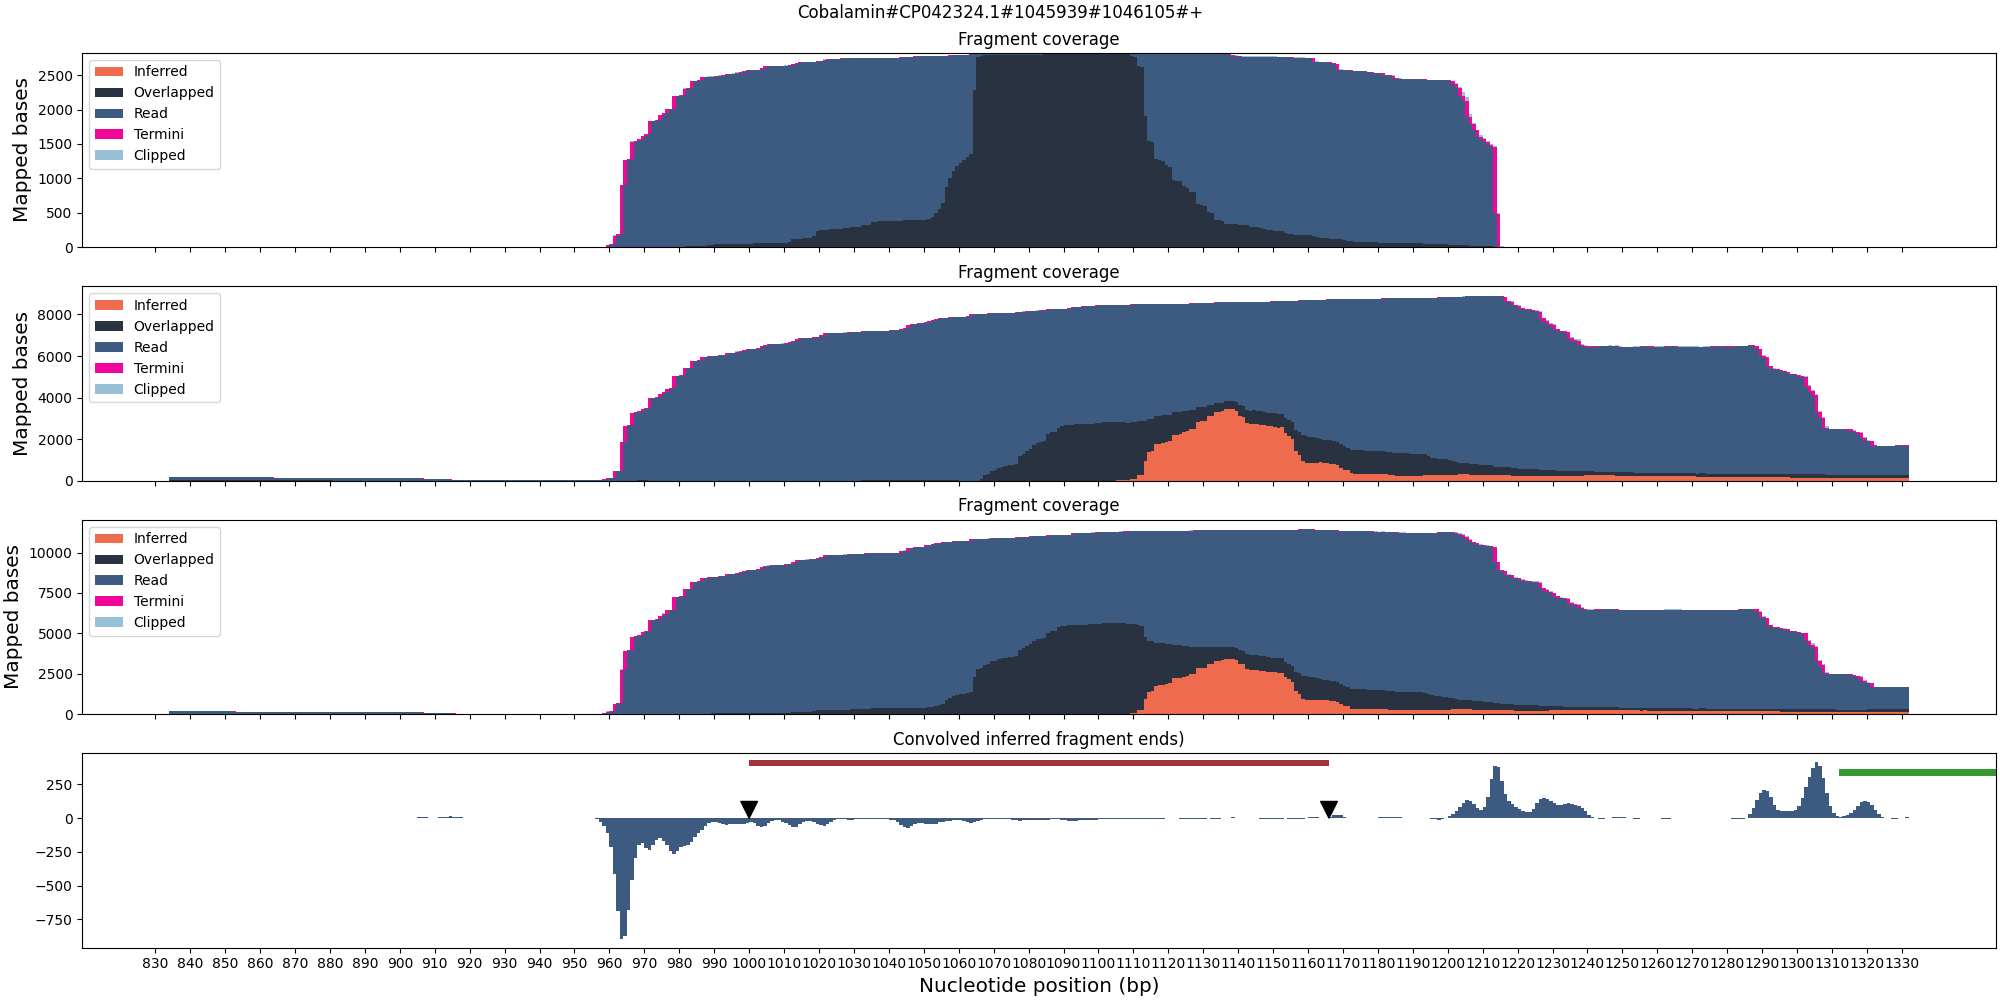 Cobalamin#CP042324.1#1045939#1046105#+
Fragment coverage
Mapped bases
2500
2000
1500
1000
500
0
Inferred
Overlapped
Read
Termini
Clipped
Fragment coverage
Mapped bases
8000
6000
4000
2000
0
Inferred
Overlapped
Read
Termini
Clipped
Fragment coverage
Mapped bases
10000
7500
5000
2500
0
Inferred
Overlapped
Read
Termini
Clipped
Convolved inferred fragment ends)
250
0
−250
−500
−750
830 840 850 860 870 880 890 900 910 920 930 940 950 960 970 980 990 1000 1010 1020 1030 1040 1050 1060 1070 1080 1090 1100 1110 1120 1130 1140 1150 1160 1170 1180 1190 1200 1210 1220 1230 1240 1250 1260 1270 1280 1290 1300 1310 1320 1330
Nucleotide position (bp)